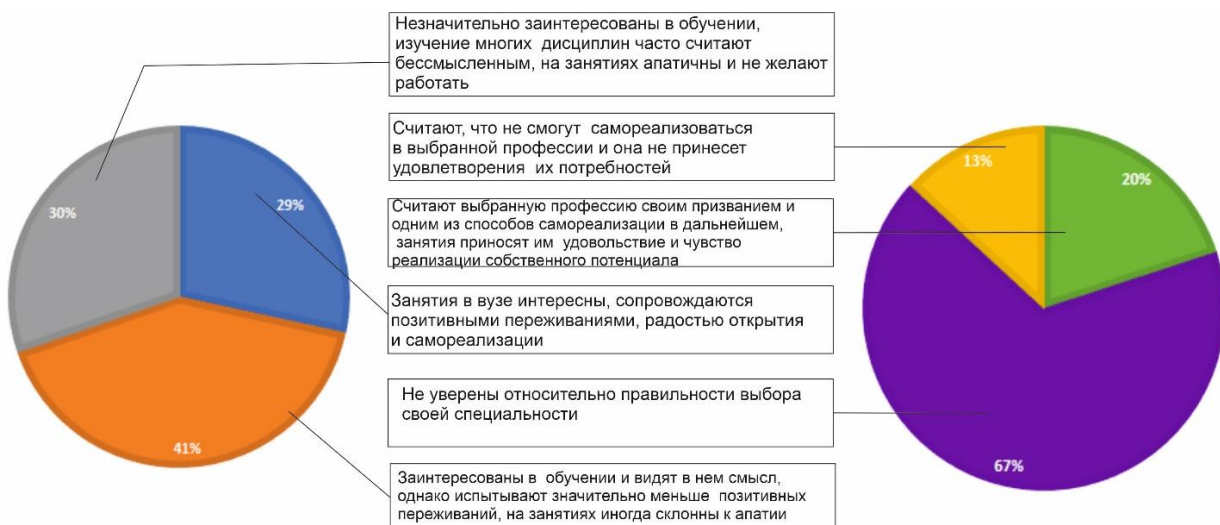 Незначительно заинтересованы в обучении,
изучение многих дисциплин часто считают
бессмысленным, на занятиях апатичны и не желают
работать
Считают, что не смогут самореализоваться
в выбранной профессии и она не принесет
удовлетворения их потребностей
Считают выбранную профессию своим призванием и
одним из способов самореализации в дальнейшем,
занятия приносят им удовольствие и чувство
реализации собственного потенциала
Занятия в вузе интересны, сопровождаются
позитивными переживаниями, радостью открытия
и самореализации
Не уверены относительно правильности выбора
своей специальности
Заинтересованы в обучении и видят в нем смысл,
однако испытывают значительно меньше позитивных
переживаний, на занятиях иногда склонны к апатии
30%
29%
41%
13%
20%
67%